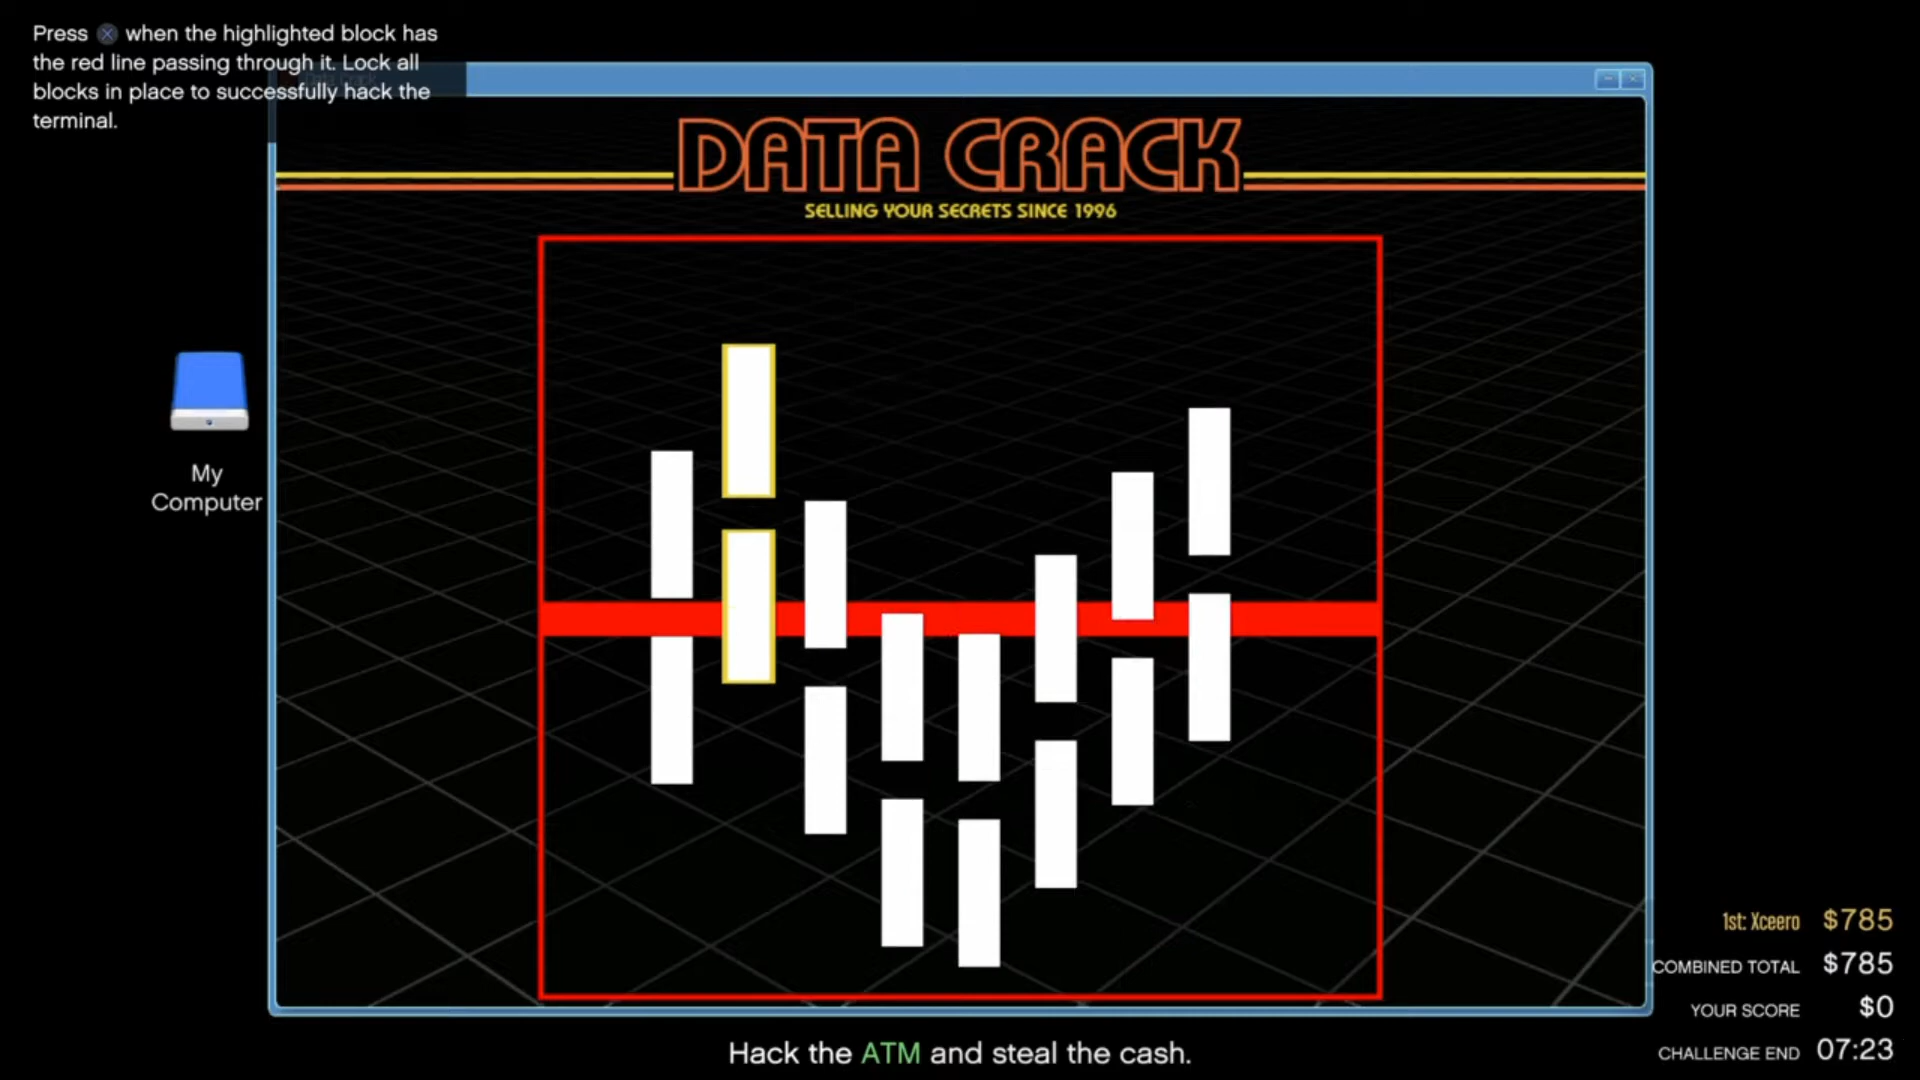 Press ⓧ when the highlighted block has
the red line passing through it. Lock all
blocks in place to successfully hack the
terminal.
DATA CRACK
SELLING YOUR SECRETS SINCE 1996
My
Computer
1st: Xceero $785
COMBINED TOTAL $785
YOUR SCORE $0
CHALLENGE END 07:23
Hack the ATM and steal the cash.